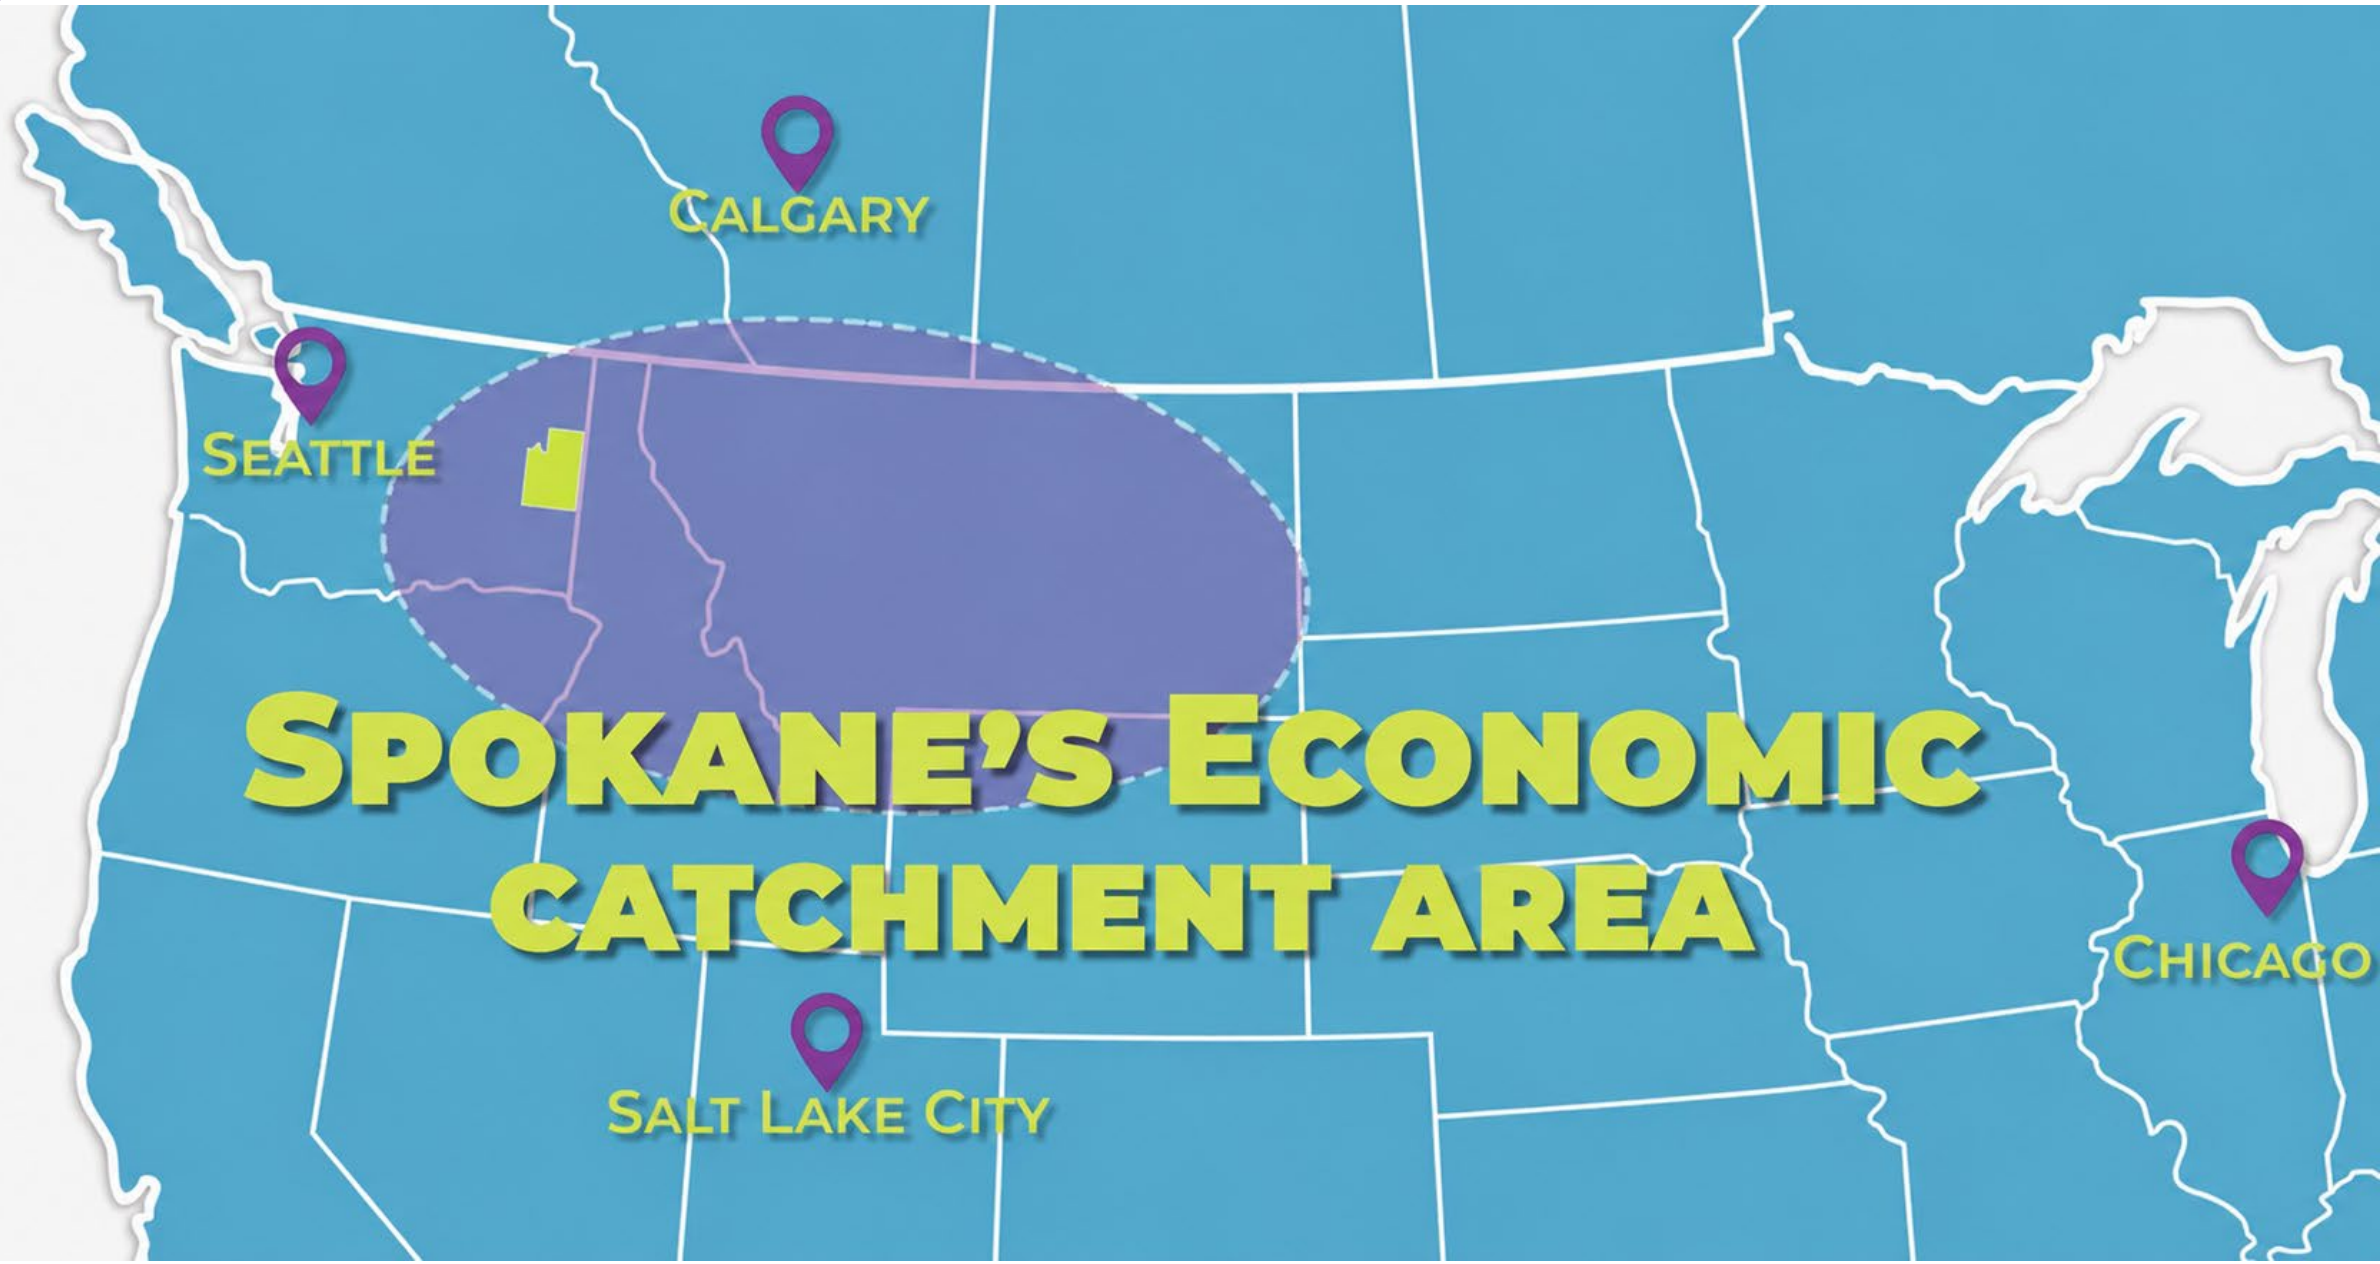 Calgary
Seattle
Spokane's Economic
catchment area
Chicago
Salt Lake City